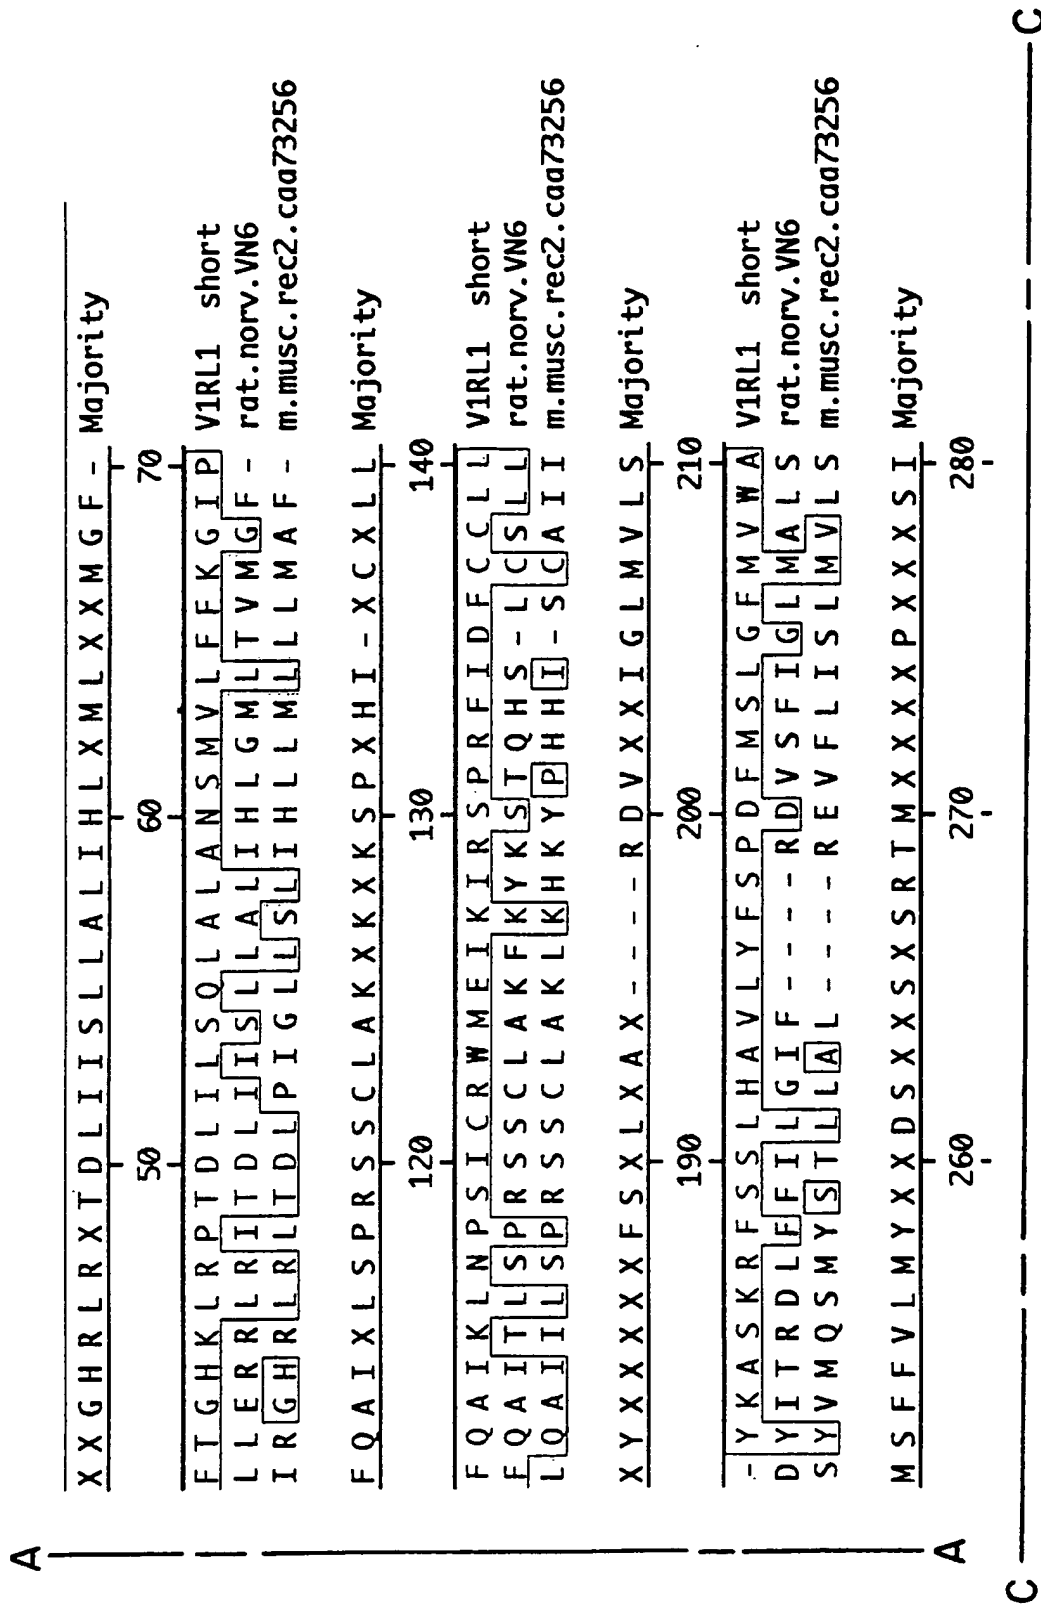 A
X X G H R L R X T D L I I S L L A L I H L X M L X X M G F - Majority
50 60 70
F T G H K L R P T D L I L S Q L A L A N S M V L F F K G I P V1RL1 short
L L E R R L R I T D L I I S L L A L I H L G M L T V M G F - rat.norv.VN6
I R G H R L R L T D L P I G L L S L I H L L M L L L M A F - m.musc.rec2.caa73256
F Q A I X L S P R S S C L A K X K X K S P X H I - X C X L L Majority
120 130 140
F Q A I K L N P S I C R W M E I K I R S P R F I D F C C L L V1RL1 short
F Q A I T L S P R S S C L A K F K Y K S T Q H S - L C S L L rat.norv.VN6
L Q A I I L S P R S S C L A K L K H K Y P H H I - S C A I I m.musc.rec2.caa73256
X Y X X X X X F S X L X A X - - - - R D V X X I G L M V L S Majority
190 200 210
- Y K A S K R F S S L H A V L Y F S P D F M S L G F M V W A V1RL1 short
D Y I T R D L F F I L G I F - - - - R D V S F I G L M A L S rat.norv.VN6
S Y V M Q S M Y S T L L A L - - - - R E V F L I S L M V L S m.musc.rec2.caa73256
M S F F V L M Y X X D S X X S X S R T M X X X X P X X X S I Majority
260 270 280
A
C C